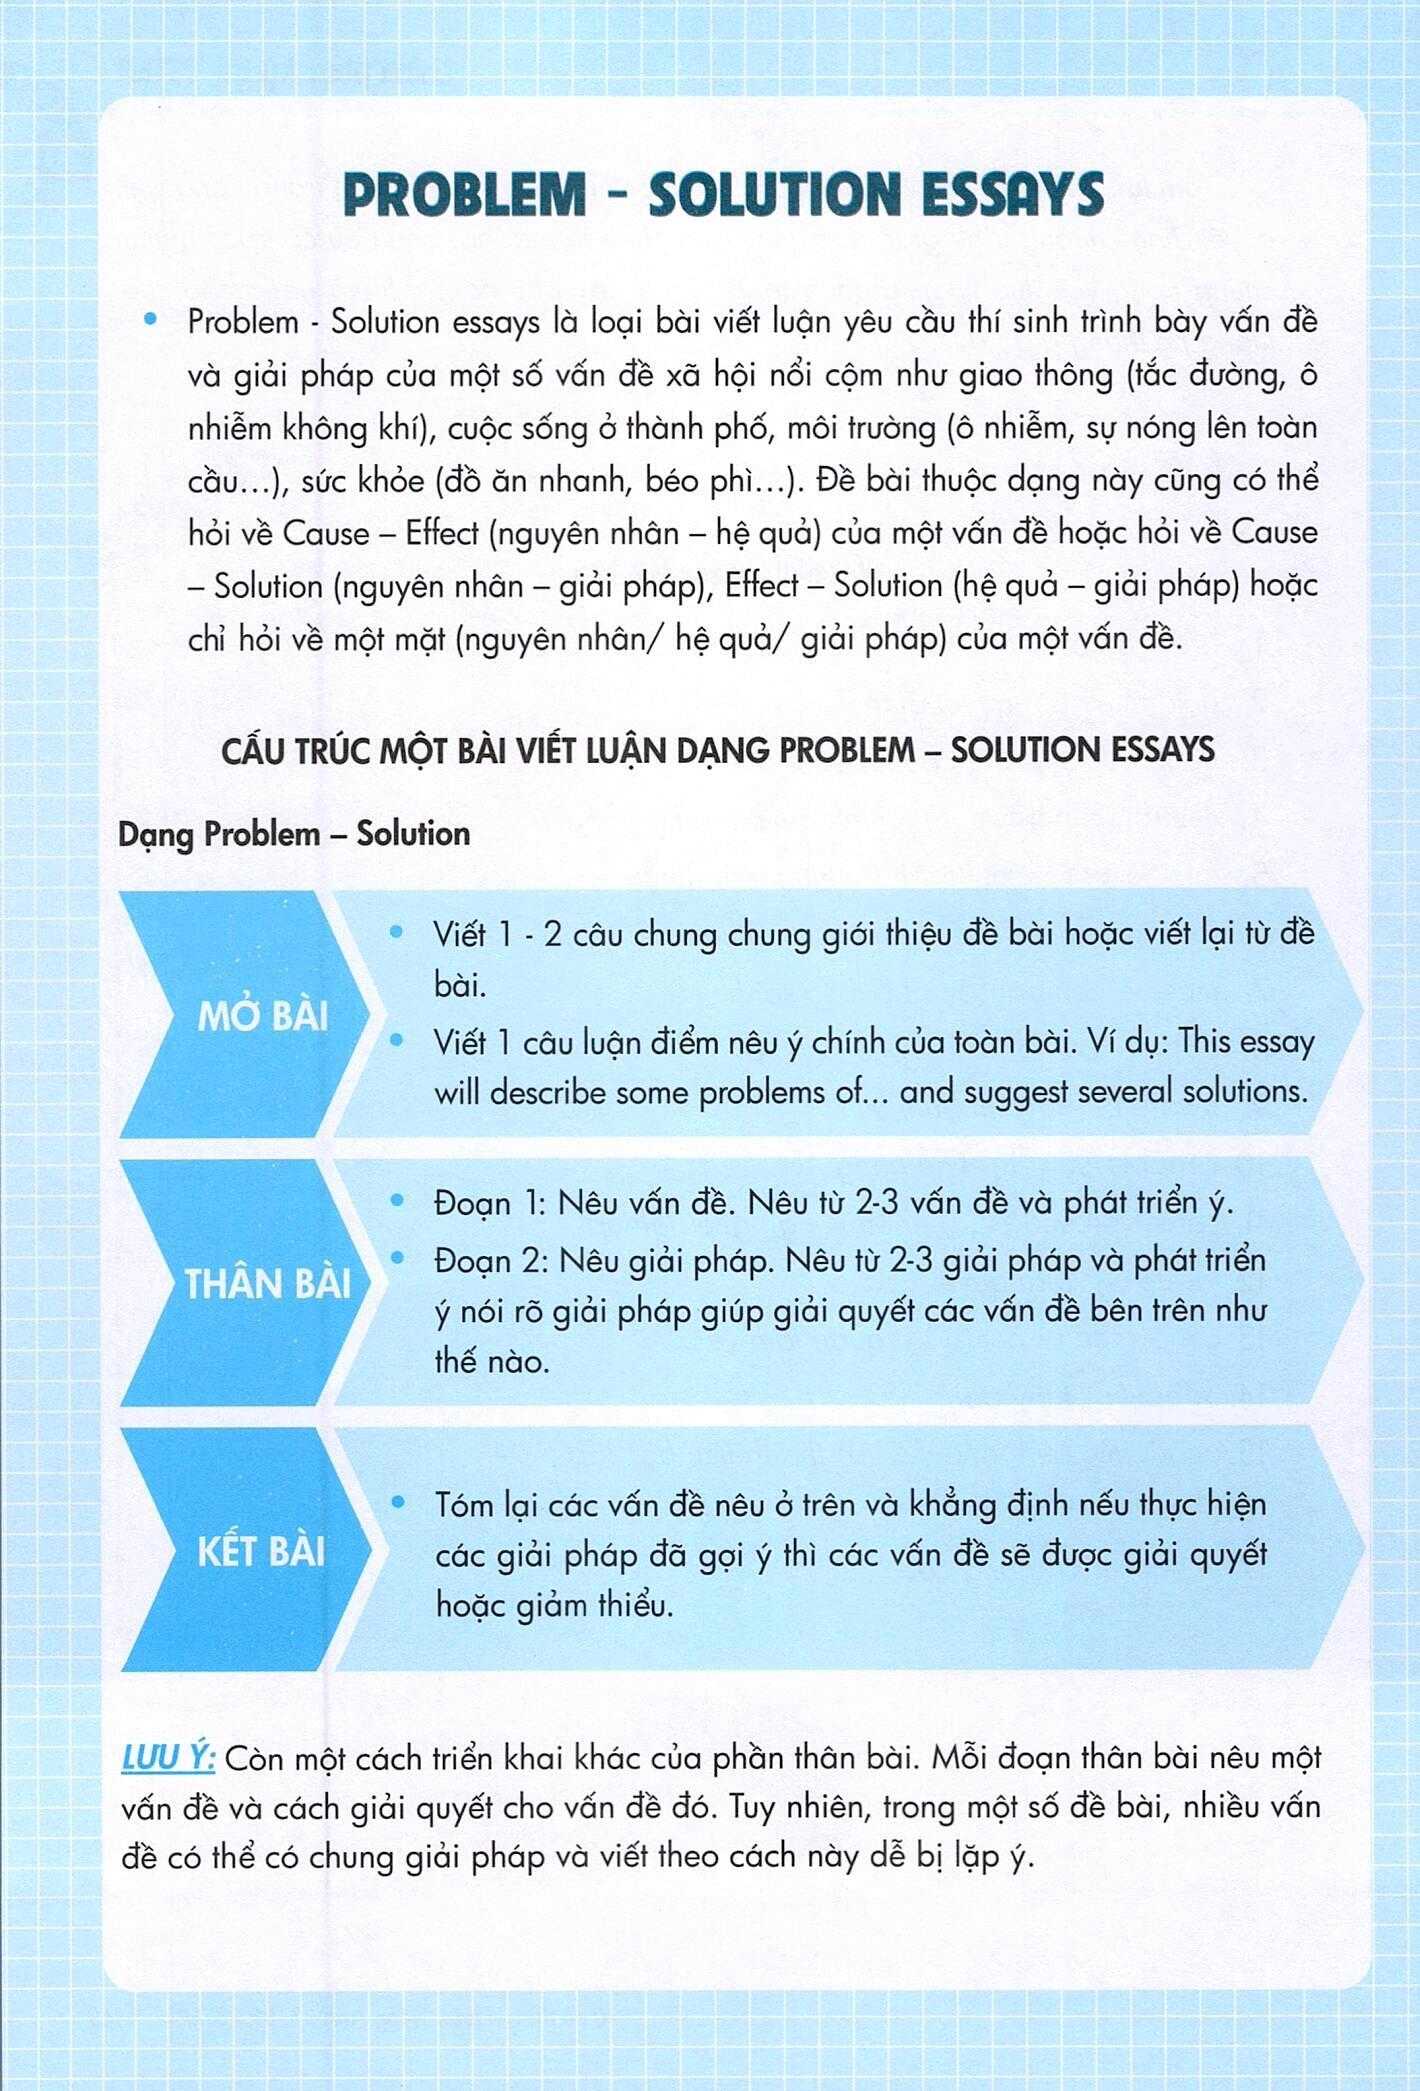 PROBLEM - SOLUTION ESSAYS
• Problem - Solution essays là loại bài viết luận yêu cầu thí sinh trình bày vấn đề
và giải pháp của một số vấn đề xã hội nổi cộm như giao thông (tắc đường, ô
nhiễm không khí), cuộc sống ở thành phố, môi trường (ô nhiễm, sự nóng lên toàn
cầu...), sức khỏe (đồ ăn nhanh, béo phì...). Đề bài thuộc dạng này cũng có thể
hỏi về Cause – Effect (nguyên nhân – hệ quả) của một vấn đề hoặc hỏi về Cause
– Solution (nguyên nhân – giải pháp), Effect – Solution (hệ quả – giải pháp) hoặc
chỉ hỏi về một mặt (nguyên nhân/ hệ quả/ giải pháp) của một vấn đề.
CẤU TRÚC MỘT BÀI VIẾT LUẬN DẠNG PROBLEM – SOLUTION ESSAYS
Dạng Problem – Solution
MỞ BÀI
• Viết 1 - 2 câu chung chung giới thiệu đề bài hoặc viết lại từ đề
bài.
• Viết 1 câu luận điểm nêu ý chính của toàn bài. Ví dụ: This essay
will describe some problems of... and suggest several solutions.
THÂN BÀI
• Đoạn 1: Nêu vấn đề. Nêu từ 2-3 vấn đề và phát triển ý.
• Đoạn 2: Nêu giải pháp. Nêu từ 2-3 giải pháp và phát triển
ý nói rõ giải pháp giúp giải quyết các vấn đề bên trên như
thế nào.
KẾT BÀI
• Tóm lại các vấn đề nêu ở trên và khẳng định nếu thực hiện
các giải pháp đã gợi ý thì các vấn đề sẽ được giải quyết
hoặc giảm thiểu.
LƯU Ý: Còn một cách triển khai khác của phần thân bài. Mỗi đoạn thân bài nêu một
vấn đề và cách giải quyết cho vấn đề đó. Tuy nhiên, trong một số đề bài, nhiều vấn
đề có thể có chung giải pháp và viết theo cách này dễ bị lặp ý.